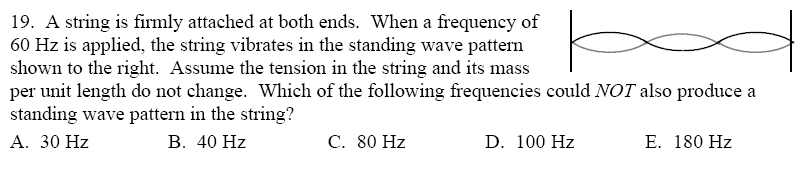 19. A string is firmly attached at both ends. When a frequency of
60 Hz is applied, the string vibrates in the standing wave pattern
shown to the right. Assume the tension in the string and its mass
per unit length do not change. Which of the following frequencies could NOT also produce a
standing wave pattern in the string?
A. 30 Hz B. 40 Hz C. 80 Hz D. 100 Hz E. 180 Hz